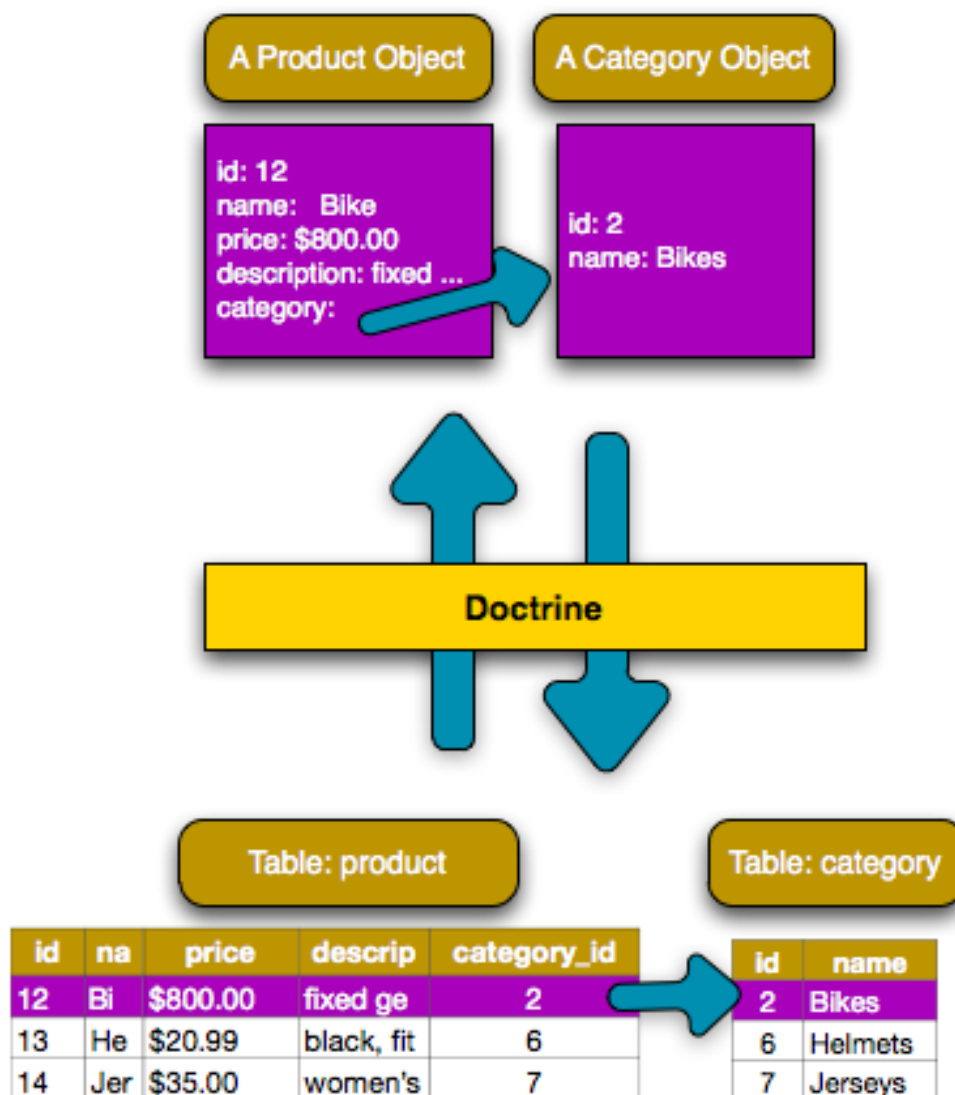 A Product Object
A Category Object
id: 12
name: Bike
price: $800.00
description: fixed ...
category:
id: 2
name: Bikes
Doctrine
Table: product
Table: category
id na price descrip category_id
12 Bi $800.00 fixed ge 2
13 He $20.99 black, fit 6
14 Jer $35.00 women's 7
id name
2 Bikes
6 Helmets
7 Jerseys